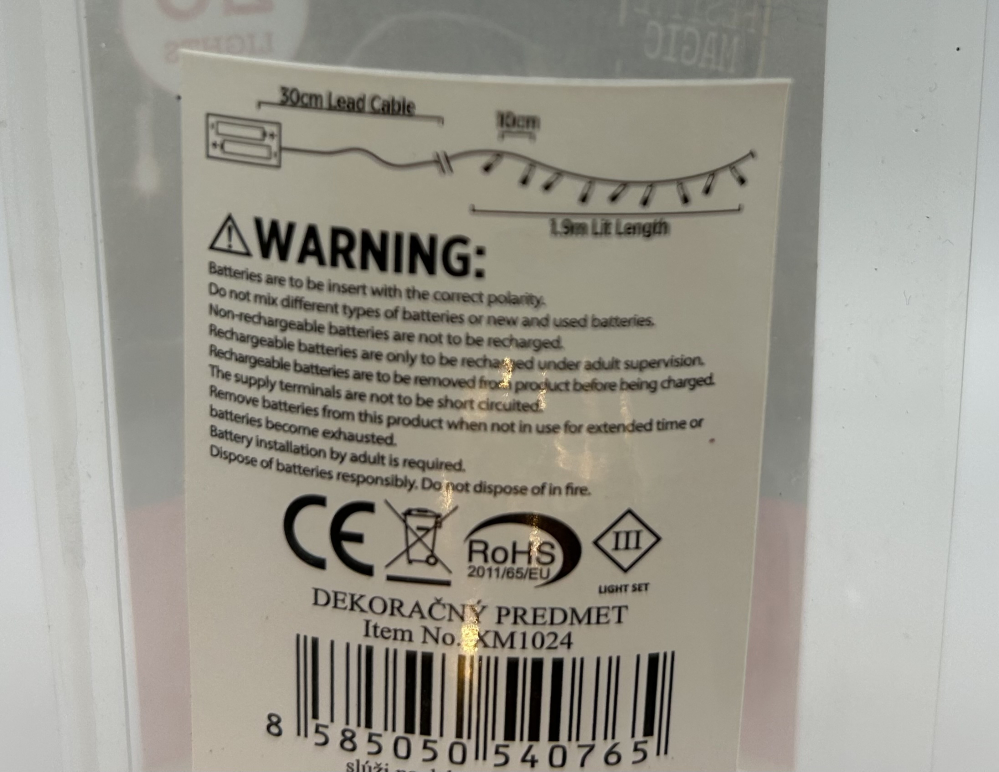 LIGHTS
MAGIC
30cm Lead Cable
10cm
1.9m Lit Length
WARNING:
Batteries are to be insert with the correct polarity.
Do not mix different types of batteries or new and used batteries.
Non-rechargeable batteries are not to be recharged.
Rechargeable batteries are only to be recharged under adult supervision.
Rechargeable batteries are to be removed from product before being charged.
The supply terminals are not to be short circuited.
Remove batteries from this product when not in use for extended time or
batteries become exhausted.
Battery installation by adult is required.
Dispose of batteries responsibly. Do not dispose of in fire.
CE
RoHS
2011/65/EU
III
LIGHT SET
DEKORAČNÝ PREDMET
Item No. XM1024
8 585050 540765
slúži